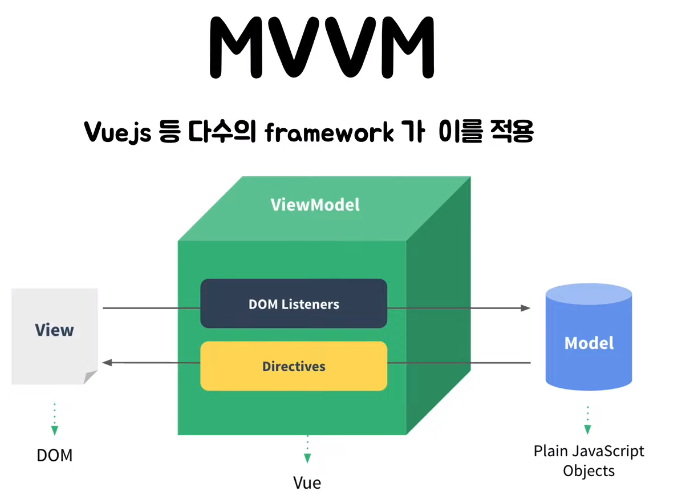 MVVM
Vuejs 등 다수의 framework 가 이를 적용
ViewModel
DOM Listeners
View
Model
Directives
DOM
Vue
Plain JavaScript
Objects